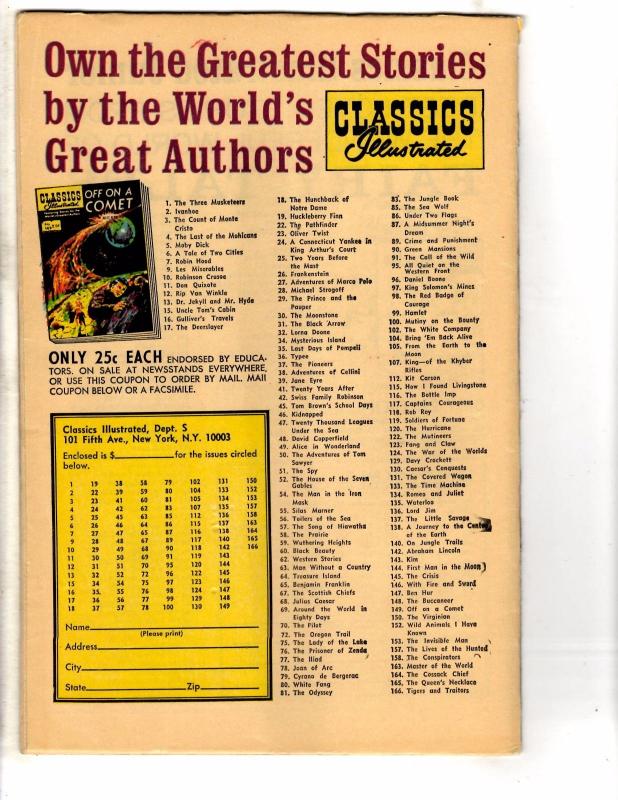 Own the Greatest Stories
by the World's
Great Authors
CLASSICS
Illustrated
CLASSICS
Illustrated
OFF ON A
COMET
1. The Three Musketeers
2. Ivanhoe
3. The Count of Monte
Cristo
4. The Last of the Mohicans
5. Moby Dick
6. A Tale of Two Cities
7. Robin Hood
9. Les Miserables
10. Robinson Crusoe
11. Don Quixote
12. Rip Van Winkle
13. Dr. Jekyll and Mr. Hyde
15. Uncle Tom's Cabin
16. Gulliver's Travels
17. The Deerslayer
ONLY 25c EACH ENDORSED BY EDUCA-
TORS. ON SALE AT NEWSSTANDS EVERYWHERE,
OR USE THIS COUPON TO ORDER BY MAIL. MAIL
COUPON BELOW OR A FACSIMILE.
Classics Illustrated, Dept. S
101 Fifth Ave., New York, N.Y. 10003
Enclosed is $ for the issues circled
below.
1 19 38 58 79 102 131 150
2 22 39 59 80 104 133 152
3 23 41 60 81 105 134 153
4 24 42 62 83 107 135 157
5 25 45 63 85 112 136 158
6 26 46 64 86 115 137 163
7 27 47 65 87 116 138 164
9 28 48 67 89 117 140 165
10 29 49 68 90 118 142 166
11 30 50 69 91 119 143
12 31 51 70 95 120 144
13 32 52 72 96 122 145
15 34 54 75 97 123 146
16 35 55 76 98 124 147
17 36 56 77 99 129 148
18 37 57 78 100 130 149
Name
(Please print)
Address
City
State Zip
18. The Hunchback of
Notre Dame
19. Huckleberry Finn
22. The Pathfinder
23. Oliver Twist
24. A Connecticut Yankee in
King Arthur's Court
25. Two Years Before
the Mast
26. Frankenstein
27. Adventures of Marco Polo
28. Michael Strogoff
29. The Prince and the
Pauper
30. The Moonstone
31. The Black Arrow
32. Lorna Doone
34. Mysterious Island
35. Last Days of Pompeii
36. Typee
37. The Pioneers
38. Adventures of Cellini
39. Jane Eyre
41. Twenty Years After
42. Swiss Family Robinson
45. Tom Brown's School Days
46. Kidnapped
47. Twenty Thousand Leagues
Under the Sea
48. David Copperfield
49. Alice in Wonderland
50. The Adventures of Tom
Sawyer
51. The Spy
52. The House of the Seven
Gables
54. The Man in the Iron
Mask
55. Silas Marner
56. Toilers of the Sea
57. The Song of Hiawatha
58. The Prairie
59. Wuthering Heights
60. Black Beauty
62. Western Stories
63. Man Without a Country
64. Treasure Island
65. Benjamin Franklin
67. The Scottish Chiefs
68. Julius Caesar
69. Around the World in
Eighty Days
70. The Pilot
72. The Oregon Trail
75. The Lady of the Lake
76. The Prisoner of Zenda
77. The Iliad
78. Joan of Arc
79. Cyrano de Bergerac
80. White Fang
81. The Odyssey
83. The Jungle Book
85. The Sea Wolf
86. Under Two Flags
87. A Midsummer Night's
Dream
89. Crime and Punishment
90. Green Mansions
91. The Call of the Wild
95. All Quiet on the
Western Front
96. Daniel Boone
97. King Solomon's Mines
98. The Red Badge of
Courage
99. Hamlet
100. Mutiny on the Bounty
102. The White Company
104. Bring 'Em Back Alive
105. From the Earth to the
Moon
107. King—of the Khyber
Rifles
112. Kit Carson
115. How I Found Livingstone
116. The Bottle Imp
117. Captains Courageous
118. Rob Roy
119. Soldiers of Fortune
120. The Hurricane
122. The Mutineers
123. Fang and Claw
124. The War of the Worlds
129. Davy Crockett
130. Caesar's Conquests
131. The Covered Wagon
133. The Time Machine
134. Romeo and Juliet
135. Waterloo
136. Lord Jim
137. The Little Savage
138. A Journey to the Center
of the Earth
140. On Jungle Trails
142. Abraham Lincoln
143. Kim
144. First Man in the Moon
145. The Crisis
146. With Fire and Sword
147. Ben Hur
148. The Buccaneer
149. Off on a Comet
150. The Virginian
152. Wild Animals I Have
Known
153. The Invisible Man
157. The Lives of the Hunted
158. The Conspirators
163. Master of the World
164. The Cossack Chief
165. The Queen's Necklace
166. Tigers and Traitors